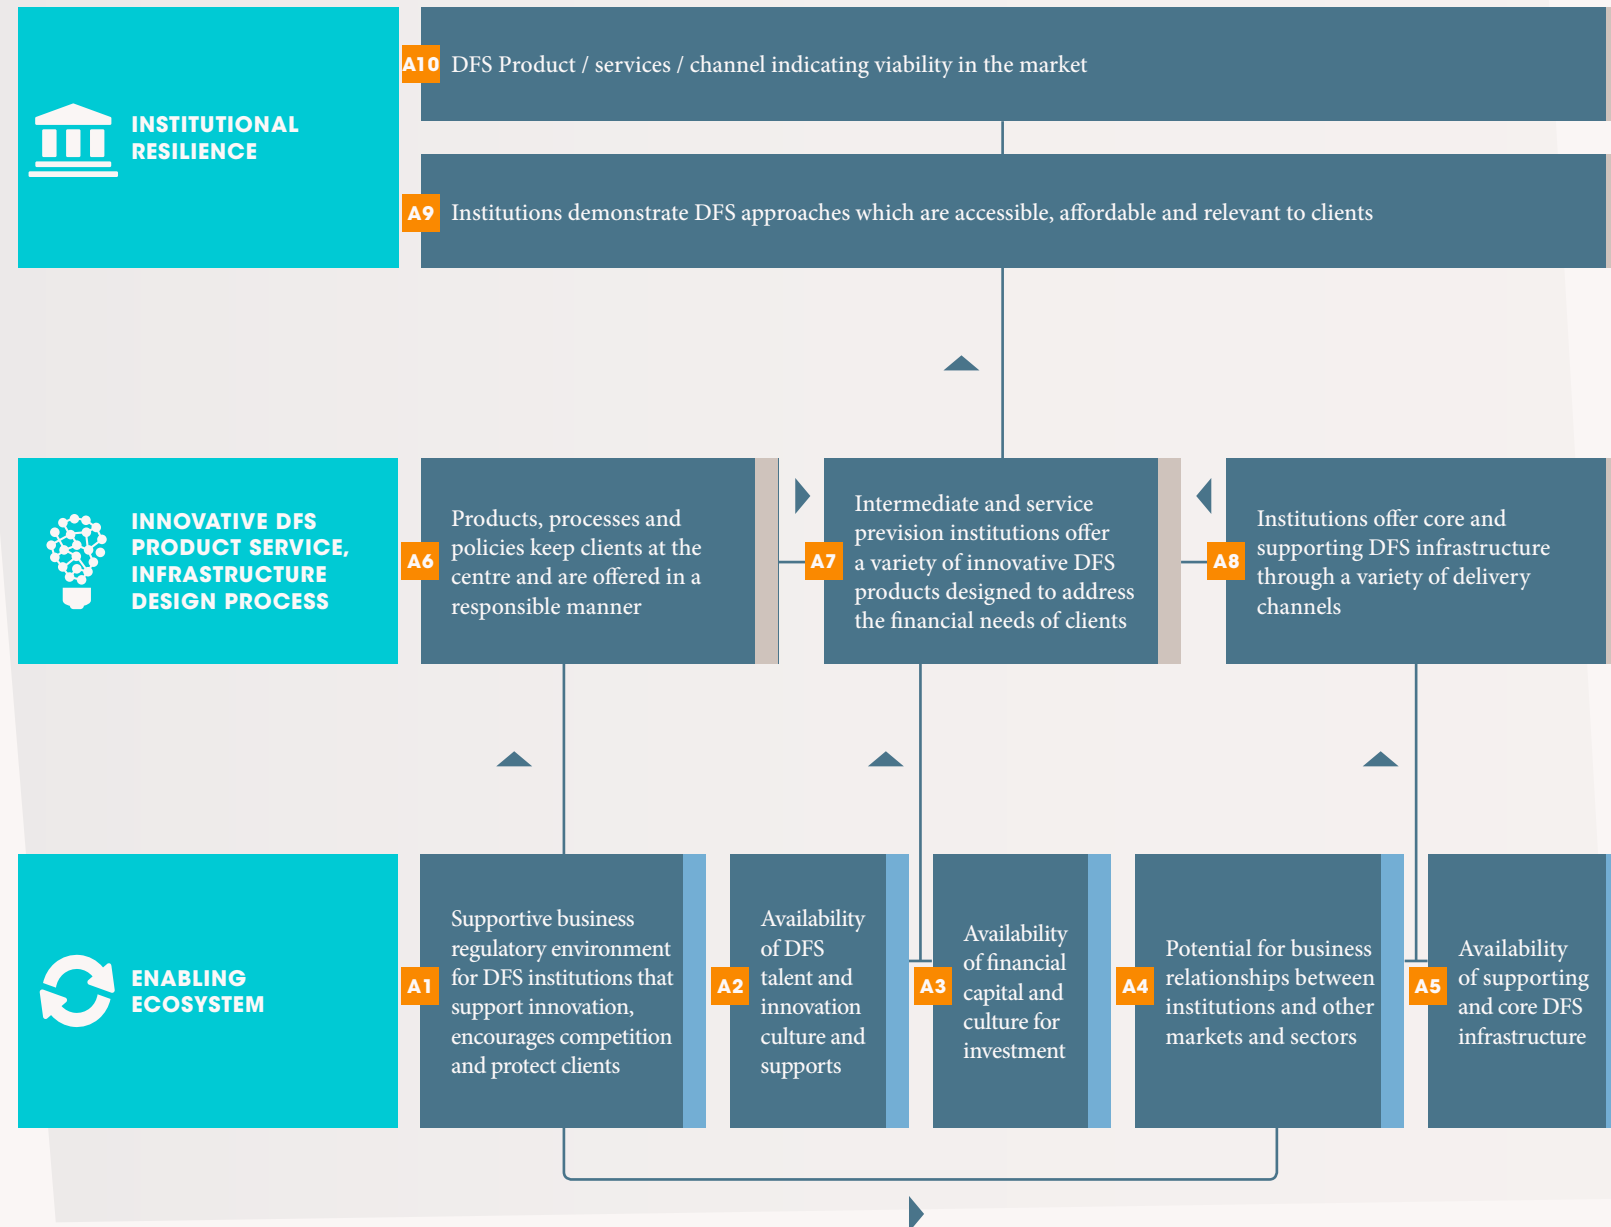 INSTITUTIONAL
RESILIENCE
A10
DFS Product / services / channel indicating viability in the market
A9
Institutions demonstrate DFS approaches which are accessible, affordable and relevant to clients
INNOVATIVE DFS
PRODUCT SERVICE,
INFRASTRUCTURE
DESIGN PROCESS
A6
Products, processes and
policies keep clients at the
centre and are offered in a
responsible manner
A7
Intermediate and service
prevision institutions offer
a variety of innovative DFS
products designed to address
the financial needs of clients
A8
Institutions offer core and
supporting DFS infrastructure
through a variety of delivery
channels
ENABLING
ECOSYSTEM
A1
Supportive business
regulatory environment
for DFS institutions that
support innovation,
encourages competition
and protect clients
A2
Availability
of DFS
talent and
innovation
culture and
supports
A3
Availability
of financial
capital and
culture for
investment
A4
Potential for business
relationships between
institutions and other
markets and sectors
A5
Availability
of supporting
and core DFS
infrastructure